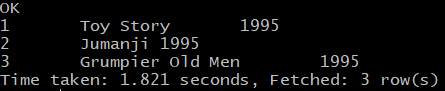 OK
1 Toy Story 1995
2 Jumanji 1995
3 Grumpier Old Men 1995
Time taken: 1.821 seconds, Fetched: 3 row(s)